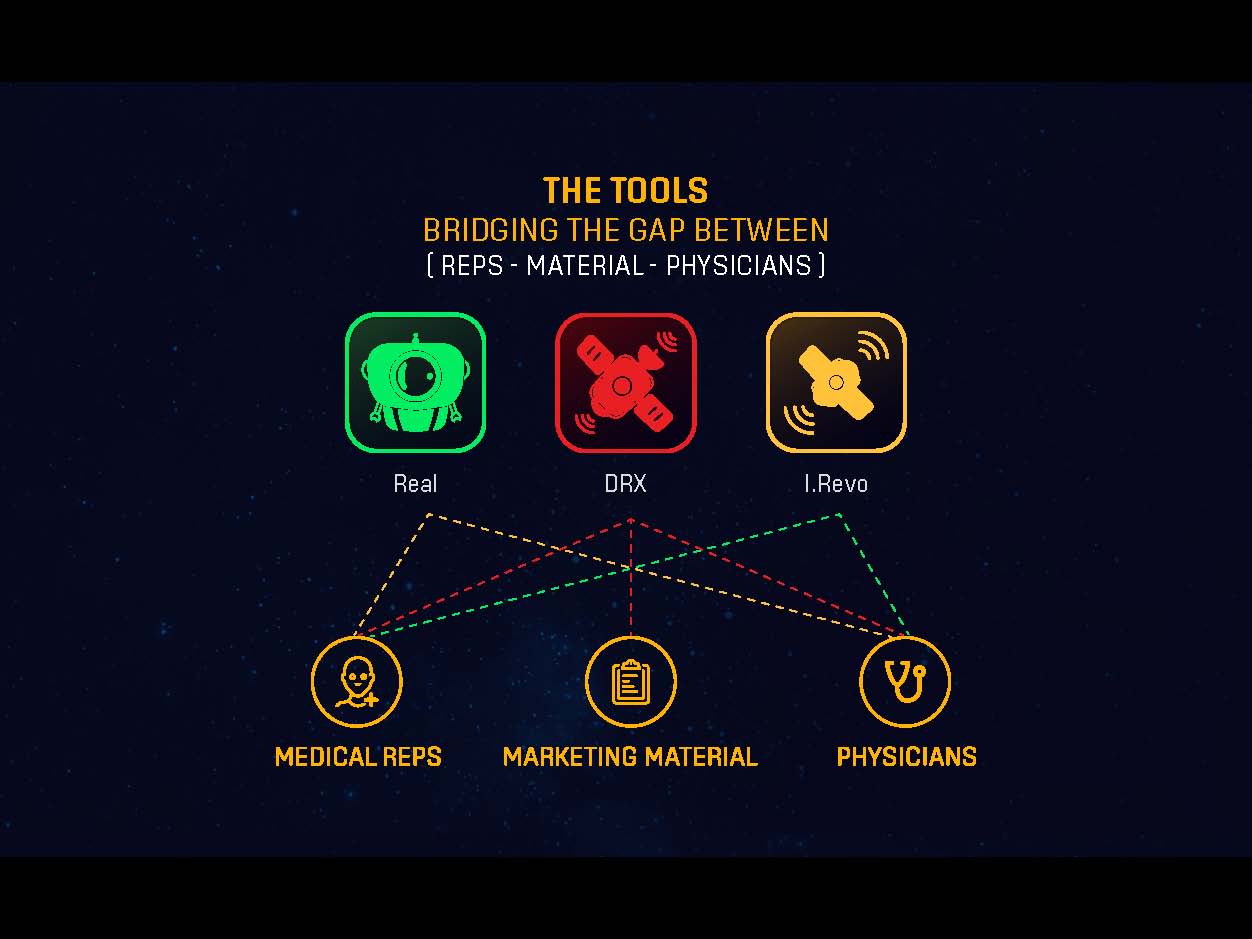 THE TOOLS
BRIDGING THE GAP BETWEEN
( REPS - MATERIAL - PHYSICIANS )
Real DRX I.Revo
MEDICAL REPS MARKETING MATERIAL PHYSICIANS